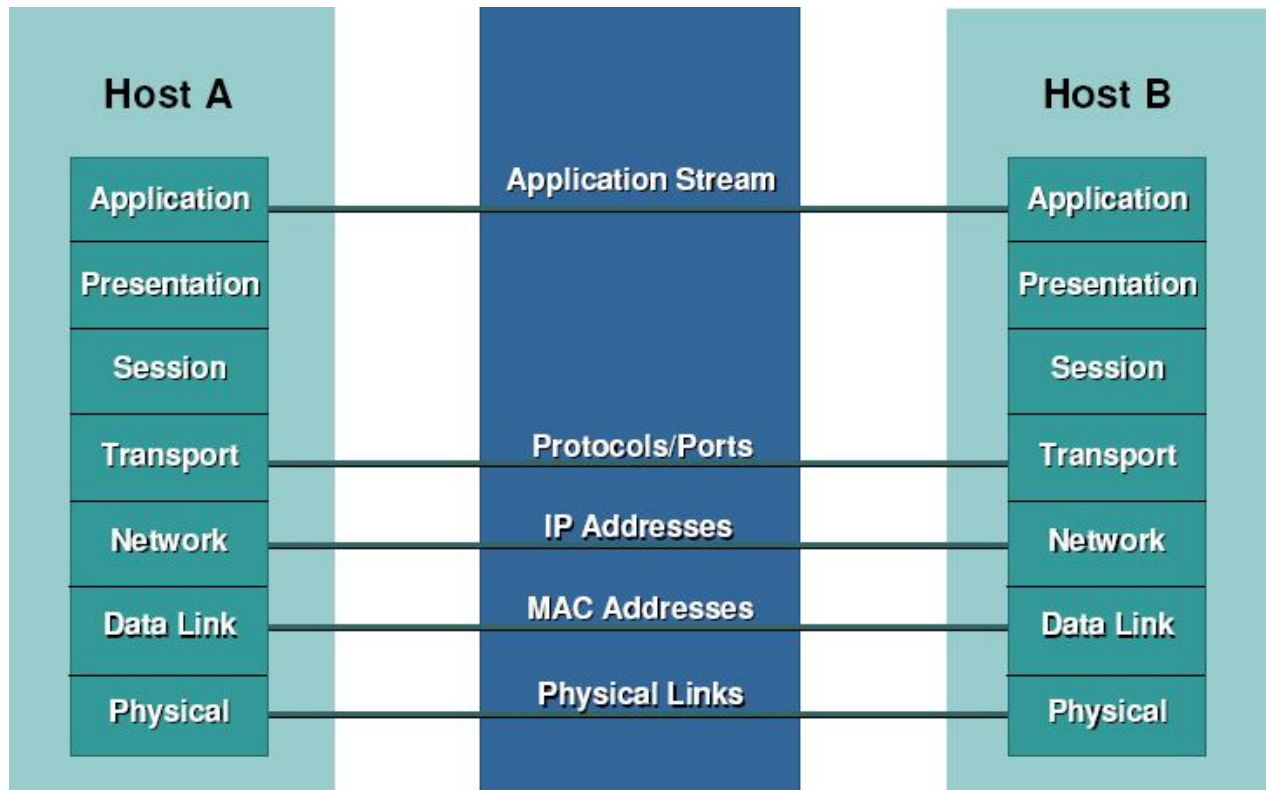 Host A
Host B
Application
Application Stream
Application
Presentation
Presentation
Session
Session
Transport
Protocols/Ports
Transport
Network
IP Addresses
Network
Data Link
MAC Addresses
Data Link
Physical
Physical Links
Physical